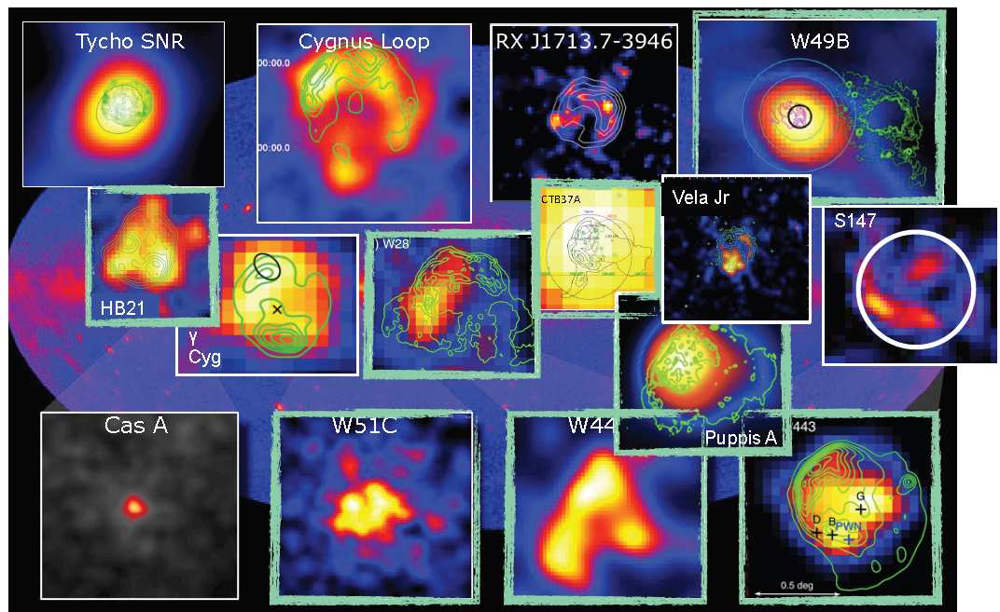 Tycho SNR
Cygnus Loop
RX J1713.7-3946
W49B
00:00.0
00:00.0
CTB37A
Vela Jr
S147
HB21
) W28
γ
Cyg
Cas A
W51C
W44
Puppis A
443
G
D
B
PWN
0.5 deg